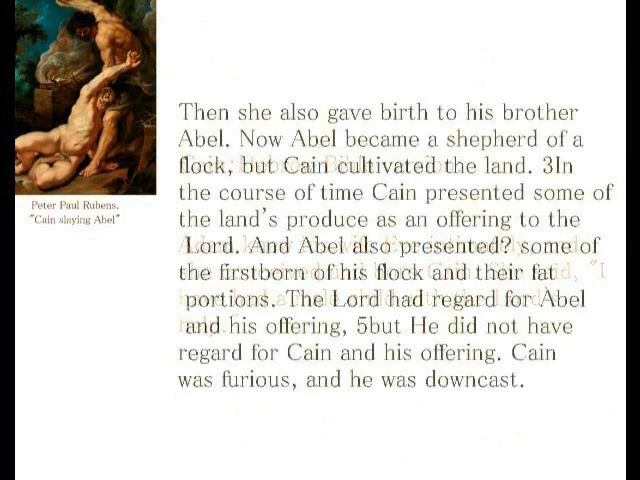 Peter Paul Rubens.
"Cain slaying Abel"
Then she also gave birth to his brother
Abel. Now Abel became a shepherd of a
flock, but Cain cultivated the land. 3In
the course of time Cain presented some of
the land's produce as an offering to the
Lord. And Abel also presented? some of
the firstborn of his flock and their fat
portions. The Lord had regard for Abel
and his offering, 5but He did not have
regard for Cain and his offering. Cain
was furious, and he was downcast.